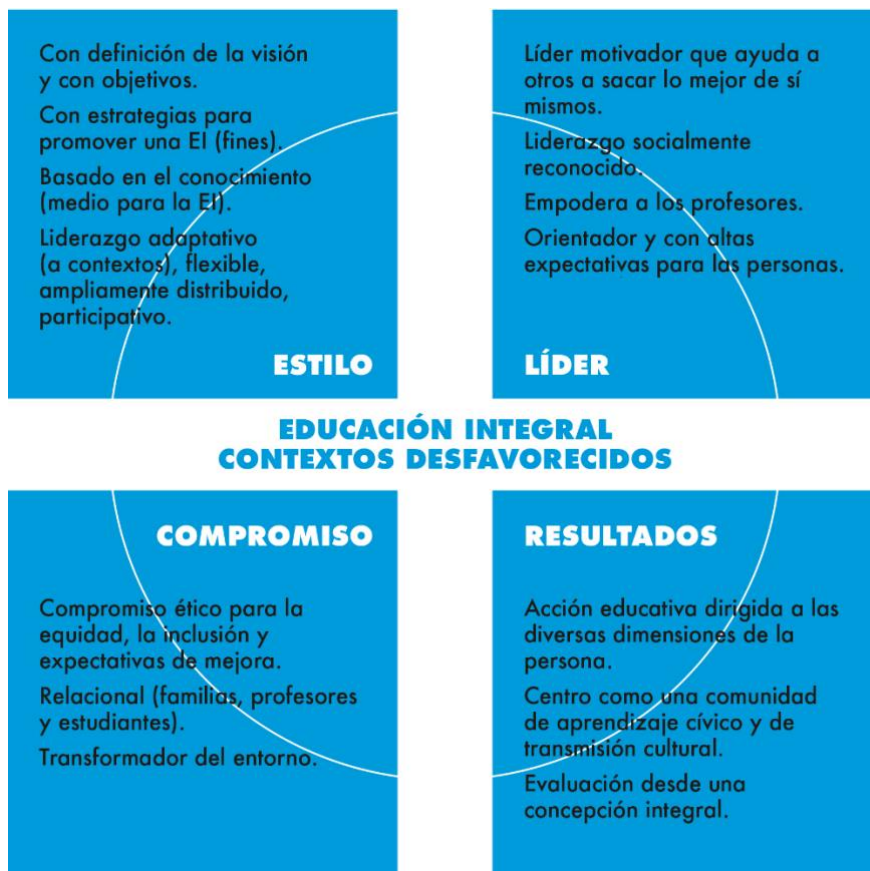 Con definición de la visión
y con objetivos.
Con estrategias para
promover una EI (fines).
Basado en el conocimiento
(medio para la EI).
Liderazgo adaptativo
(a contextos), flexible,
ampliamente distribuido,
participativo.
ESTILO
Líder motivador que ayuda a
otros a sacar lo mejor de sí
mismos.
Liderazgo socialmente
reconocido.
Empodera a los profesores.
Orientador y con altas
expectativas para las personas.
LÍDER
EDUCACIÓN INTEGRAL
CONTEXTOS DESFAVORECIDOS
COMPROMISO
Compromiso ético para la
equidad, la inclusión y
expectativas de mejora.
Relacional (familias, profesores
y estudiantes).
Transformador del entorno.
RESULTADOS
Acción educativa dirigida a las
diversas dimensiones de la
persona.
Centro como una comunidad
de aprendizaje cívico y de
transmisión cultural.
Evaluación desde una
concepción integral.